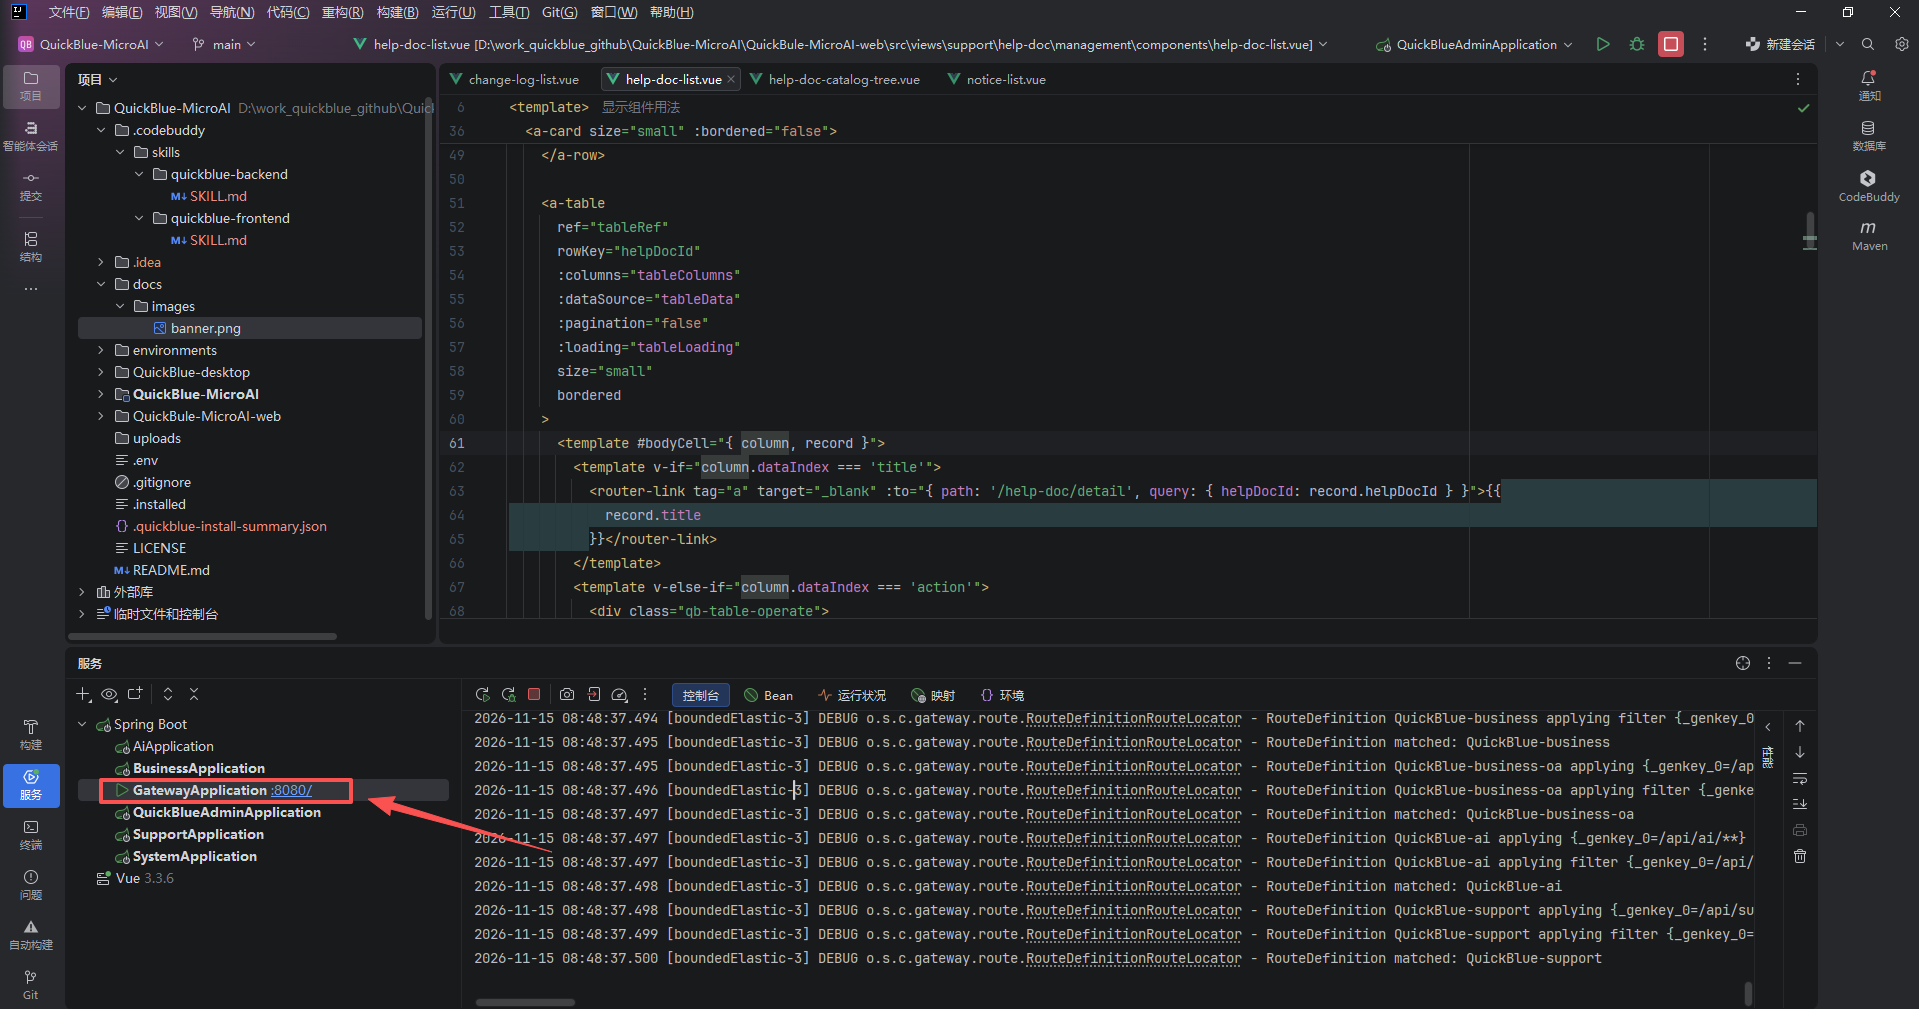 文件(F) 编辑(E) 视图(V) 导航(N) 代码(C) 重构(R) 构建(B) 运行(U) 工具(T) Git(G) 窗口(W) 帮助(H)
QB QuickBlue-MicroAI main help-doc-list.vue [D:\work_quickblue_github\QuickBlue-MicroAI\QuickBule-MicroAI-web\src\views\support\help-doc\management\components\help-doc-list.vue] QuickBlueAdminApplication 新建会话
项目
智能体会话
提交
结构
项目
QuickBlue-MicroAI D:\work_quickblue_github\Quic
.codebuddy
skills
quickblue-backend
M↓ SKILL.md
quickblue-frontend
M↓ SKILL.md
.idea
docs
images
banner.png
environments
QuickBlue-desktop
QuickBlue-MicroAI
QuickBule-MicroAI-web
uploads
.env
.gitignore
.installed
.quickblue-install-summary.json
LICENSE
M↓ README.md
外部库
临时文件和控制台
change-log-list.vue help-doc-list.vue help-doc-catalog-tree.vue notice-list.vue
6 <template> 显示组件用法
36 <a-card size="small" :bordered="false">
49 </a-row>
50
51 <a-table
52 ref="tableRef"
53 rowKey="helpDocId"
54 :columns="tableColumns"
55 :dataSource="tableData"
56 :pagination="false"
57 :loading="tableLoading"
58 size="small"
59 bordered
60 >
61 <template #bodyCell="{ column, record }">
62 <template v-if="column.dataIndex === 'title'">
63 <router-link tag="a" target="_blank" :to="{ path: '/help-doc/detail', query: { helpDocId: record.helpDocId } }">{{
64 record.title
65 }}</router-link>
66 </template>
67 <template v-else-if="column.dataIndex === 'action'">
68 <div class="qb-table-operate">
通知
数据库
CodeBuddy
m
Maven
服务
构建
服务
终端
问题
自动构建
Git
Spring Boot
AiApplication
BusinessApplication
GatewayApplication :8080/
QuickBlueAdminApplication
SupportApplication
SystemApplication
Vue 3.3.6
控制台 Bean 运行状况 映射 环境
2026-11-15 08:48:37.494 [boundedElastic-3] DEBUG o.s.c.gateway.route.RouteDefinitionRouteLocator - RouteDefinition QuickBlue-business applying filter {_genkey_0
2026-11-15 08:48:37.495 [boundedElastic-3] DEBUG o.s.c.gateway.route.RouteDefinitionRouteLocator - RouteDefinition matched: QuickBlue-business
2026-11-15 08:48:37.495 [boundedElastic-3] DEBUG o.s.c.gateway.route.RouteDefinitionRouteLocator - RouteDefinition QuickBlue-business-oa applying {_genkey_0=/ap
2026-11-15 08:48:37.496 [boundedElastic-3] DEBUG o.s.c.gateway.route.RouteDefinitionRouteLocator - RouteDefinition QuickBlue-business-oa applying filter {_genke
2026-11-15 08:48:37.497 [boundedElastic-3] DEBUG o.s.c.gateway.route.RouteDefinitionRouteLocator - RouteDefinition matched: QuickBlue-business-oa
2026-11-15 08:48:37.497 [boundedElastic-3] DEBUG o.s.c.gateway.route.RouteDefinitionRouteLocator - RouteDefinition QuickBlue-ai applying {_genkey_0=/api/ai/**}
2026-11-15 08:48:37.497 [boundedElastic-3] DEBUG o.s.c.gateway.route.RouteDefinitionRouteLocator - RouteDefinition QuickBlue-ai applying filter {_genkey_0=/api/
2026-11-15 08:48:37.498 [boundedElastic-3] DEBUG o.s.c.gateway.route.RouteDefinitionRouteLocator - RouteDefinition matched: QuickBlue-ai
2026-11-15 08:48:37.498 [boundedElastic-3] DEBUG o.s.c.gateway.route.RouteDefinitionRouteLocator - RouteDefinition QuickBlue-support applying {_genkey_0=/api/su
2026-11-15 08:48:37.499 [boundedElastic-3] DEBUG o.s.c.gateway.route.RouteDefinitionRouteLocator - RouteDefinition QuickBlue-support applying filter {_genkey_0=
2026-11-15 08:48:37.500 [boundedElastic-3] DEBUG o.s.c.gateway.route.RouteDefinitionRouteLocator - RouteDefinition matched: QuickBlue-support